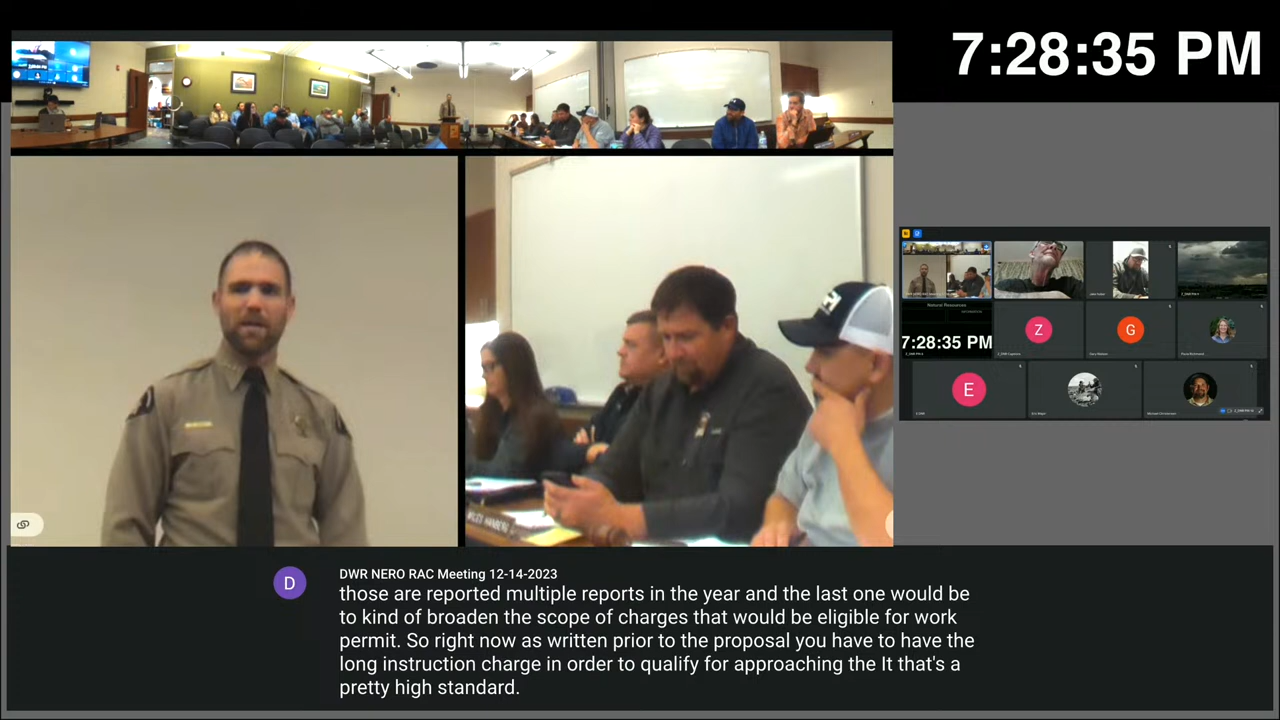 7:28:35 PM
Natural Resources
7:28:35 PM
Z
G
E
D
DWR NERO RAC Meeting 12-14-2023
those are reported multiple reports in the year and the last one would be
to kind of broaden the scope of charges that would be eligible for work
permit. So right now as written prior to the proposal you have to have the
long instruction charge in order to qualify for approaching the It that's a
pretty high standard.